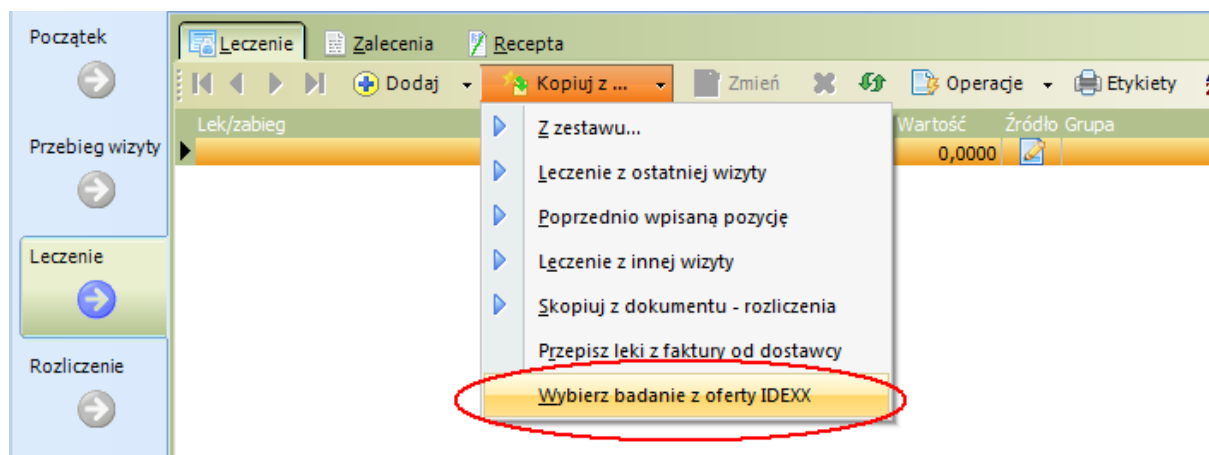 Początek
Leczenie Zalecenia Recepta
Dodaj Kopiuj z ... Zmień Operacje Etykiety
Lek/zabieg Wartość Źródło Grupa
0,0000
Przebieg wizyty
Leczenie
Rozliczenie
Z zestawu...
Leczenie z ostatniej wizyty
Poprzednio wpisaną pozycję
Leczenie z innej wizyty
Skopiuj z dokumentu - rozliczenia
Przepisz leki z faktury od dostawcy
Wybierz badanie z oferty IDEXX